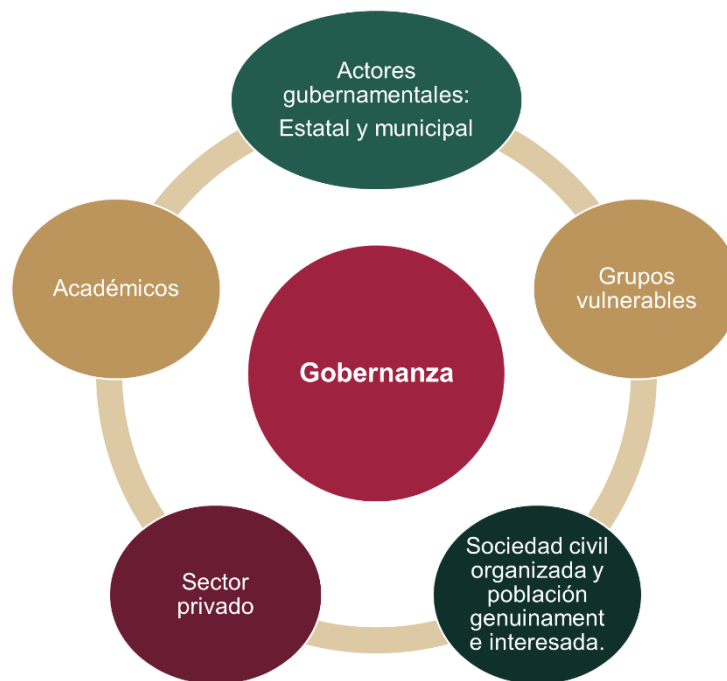 Actores
gubernamentales:
Estatal y municipal
Académicos
Grupos
vulnerables
Gobernanza
Sector
privado
Sociedad civil
organizada y
población
genuinament
e interesada.